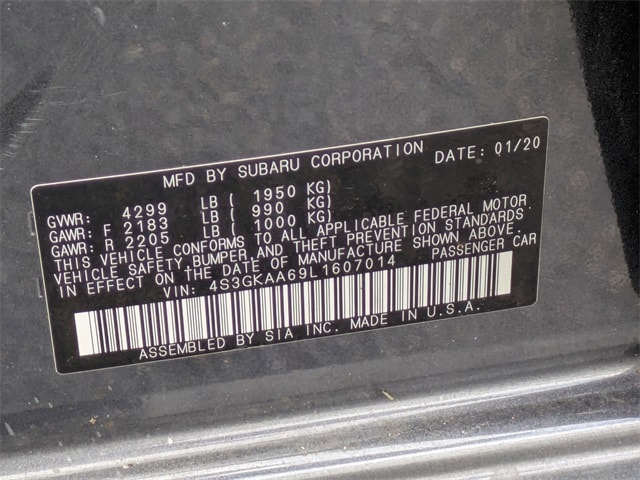 MFD BY SUBARU CORPORATION DATE: 01/20
GVWR: 4299 LB ( 1950 KG)
GAWR: F 2183 LB ( 990 KG)
GAWR: R 2205 LB ( 1000 KG)
THIS VEHICLE CONFORMS TO ALL APPLICABLE FEDERAL MOTOR
VEHICLE SAFETY BUMPER, AND THEFT PREVENTION STANDARDS
IN EFFECT ON THE DATE OF MANUFACTURE SHOWN ABOVE.
VIN: 4S3GKAA69L1607014 PASSENGER CAR
ASSEMBLED BY SIA INC. MADE IN U.S.A.